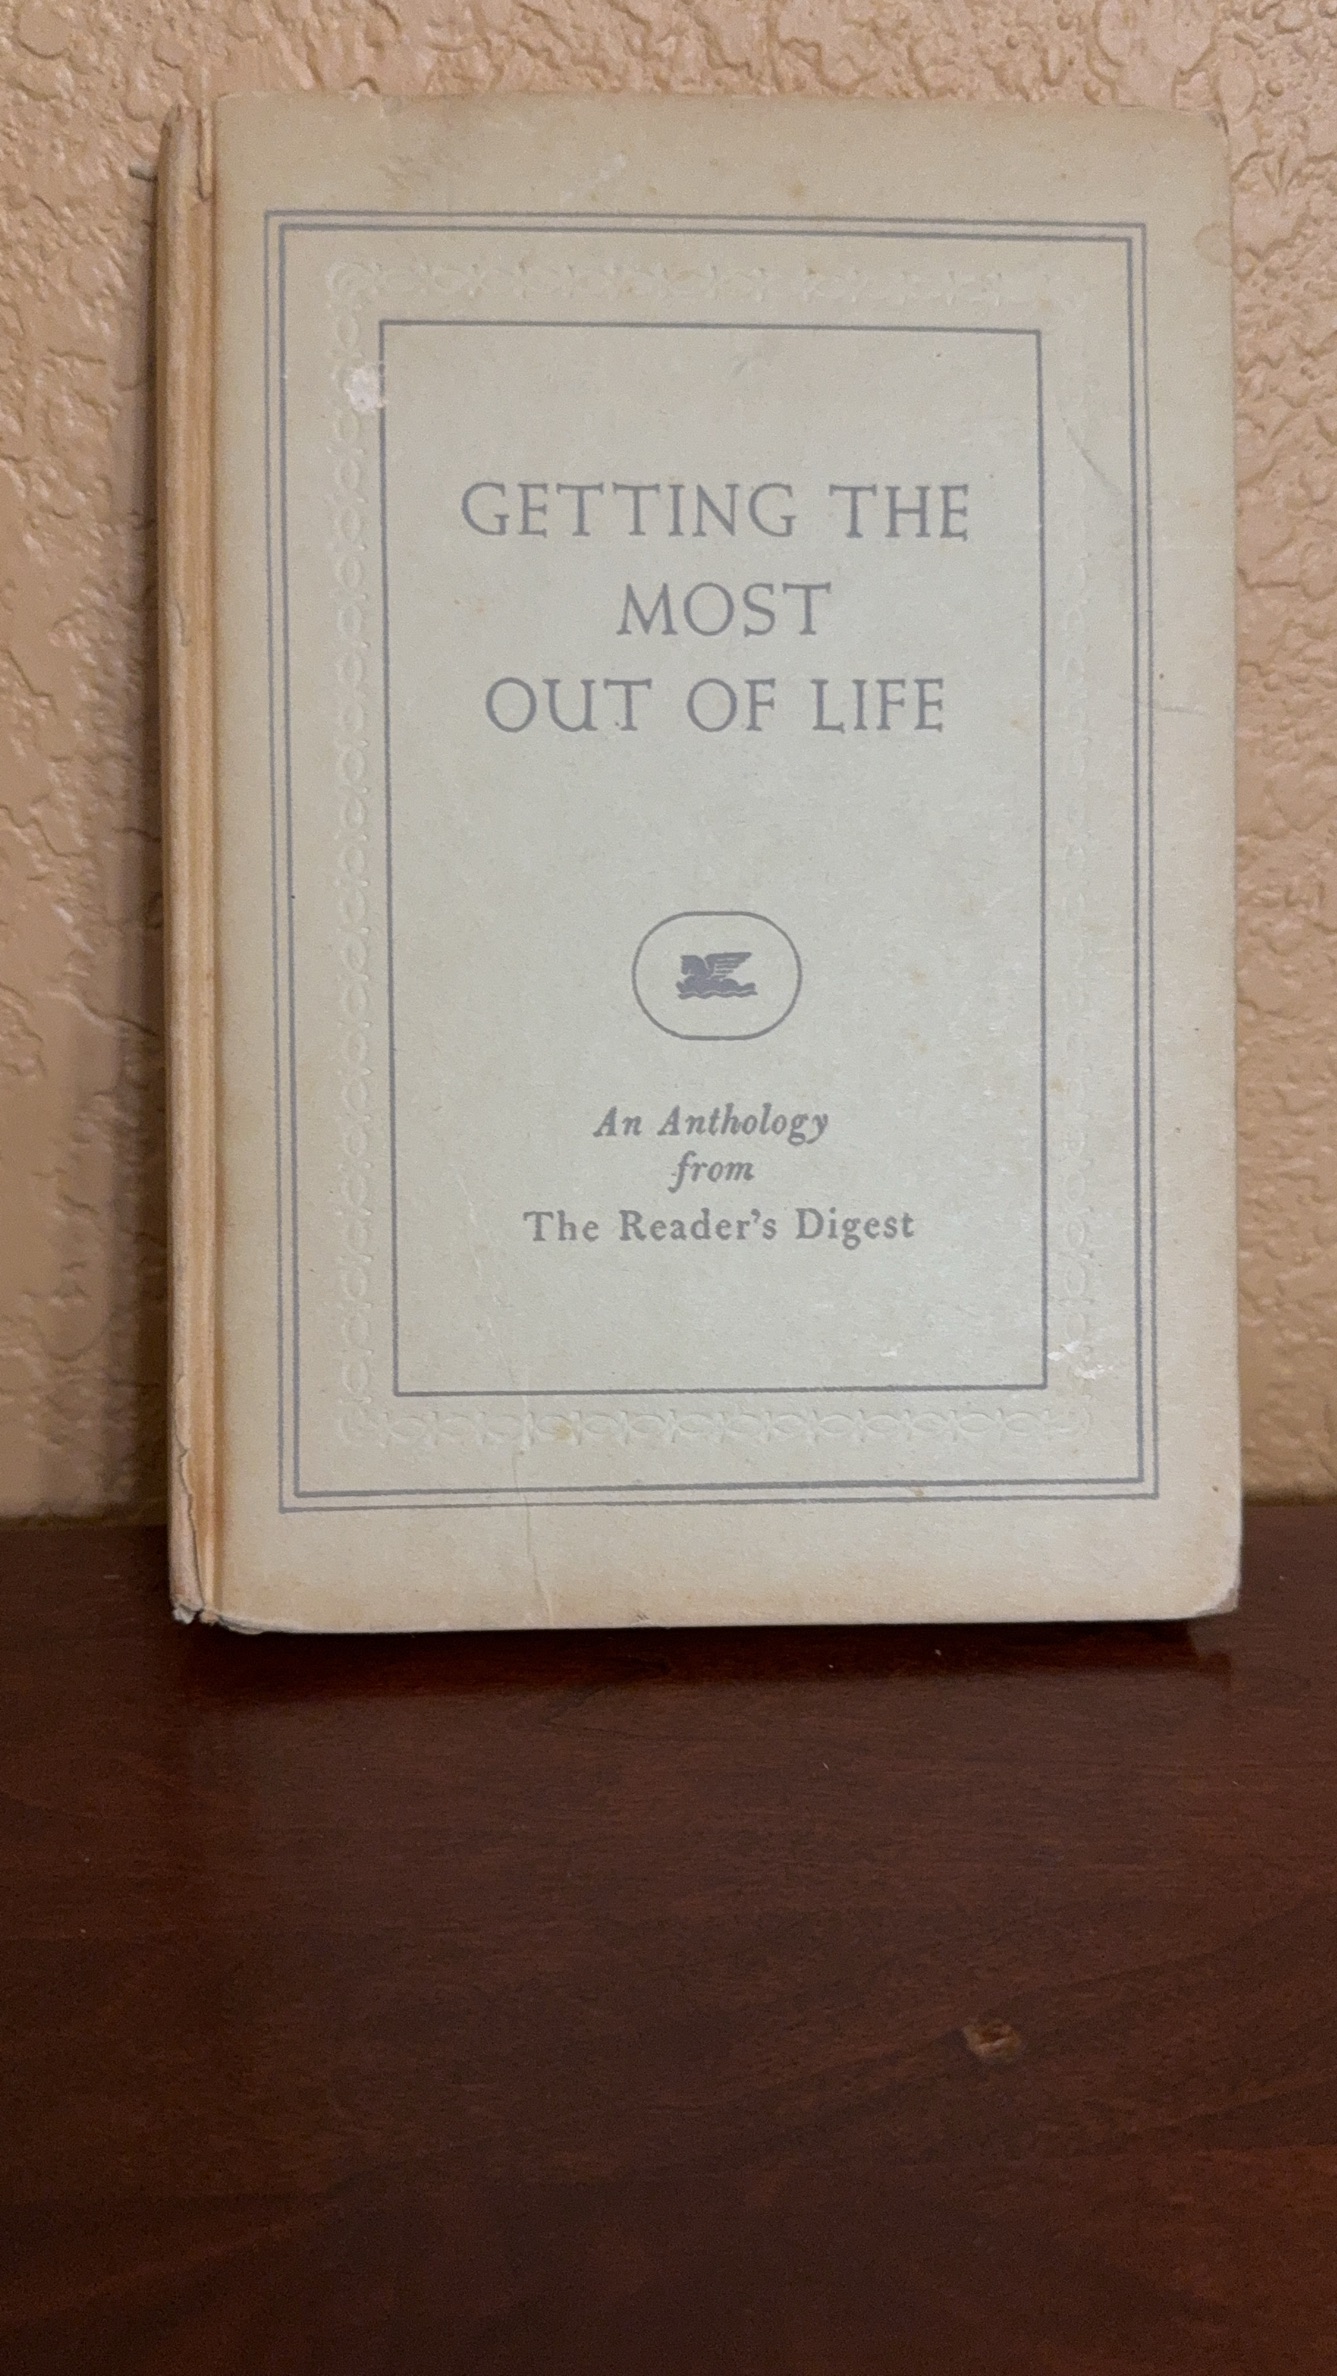 GETTING THE
MOST
OUT OF LIFE
An Anthology
from
The Reader's Digest